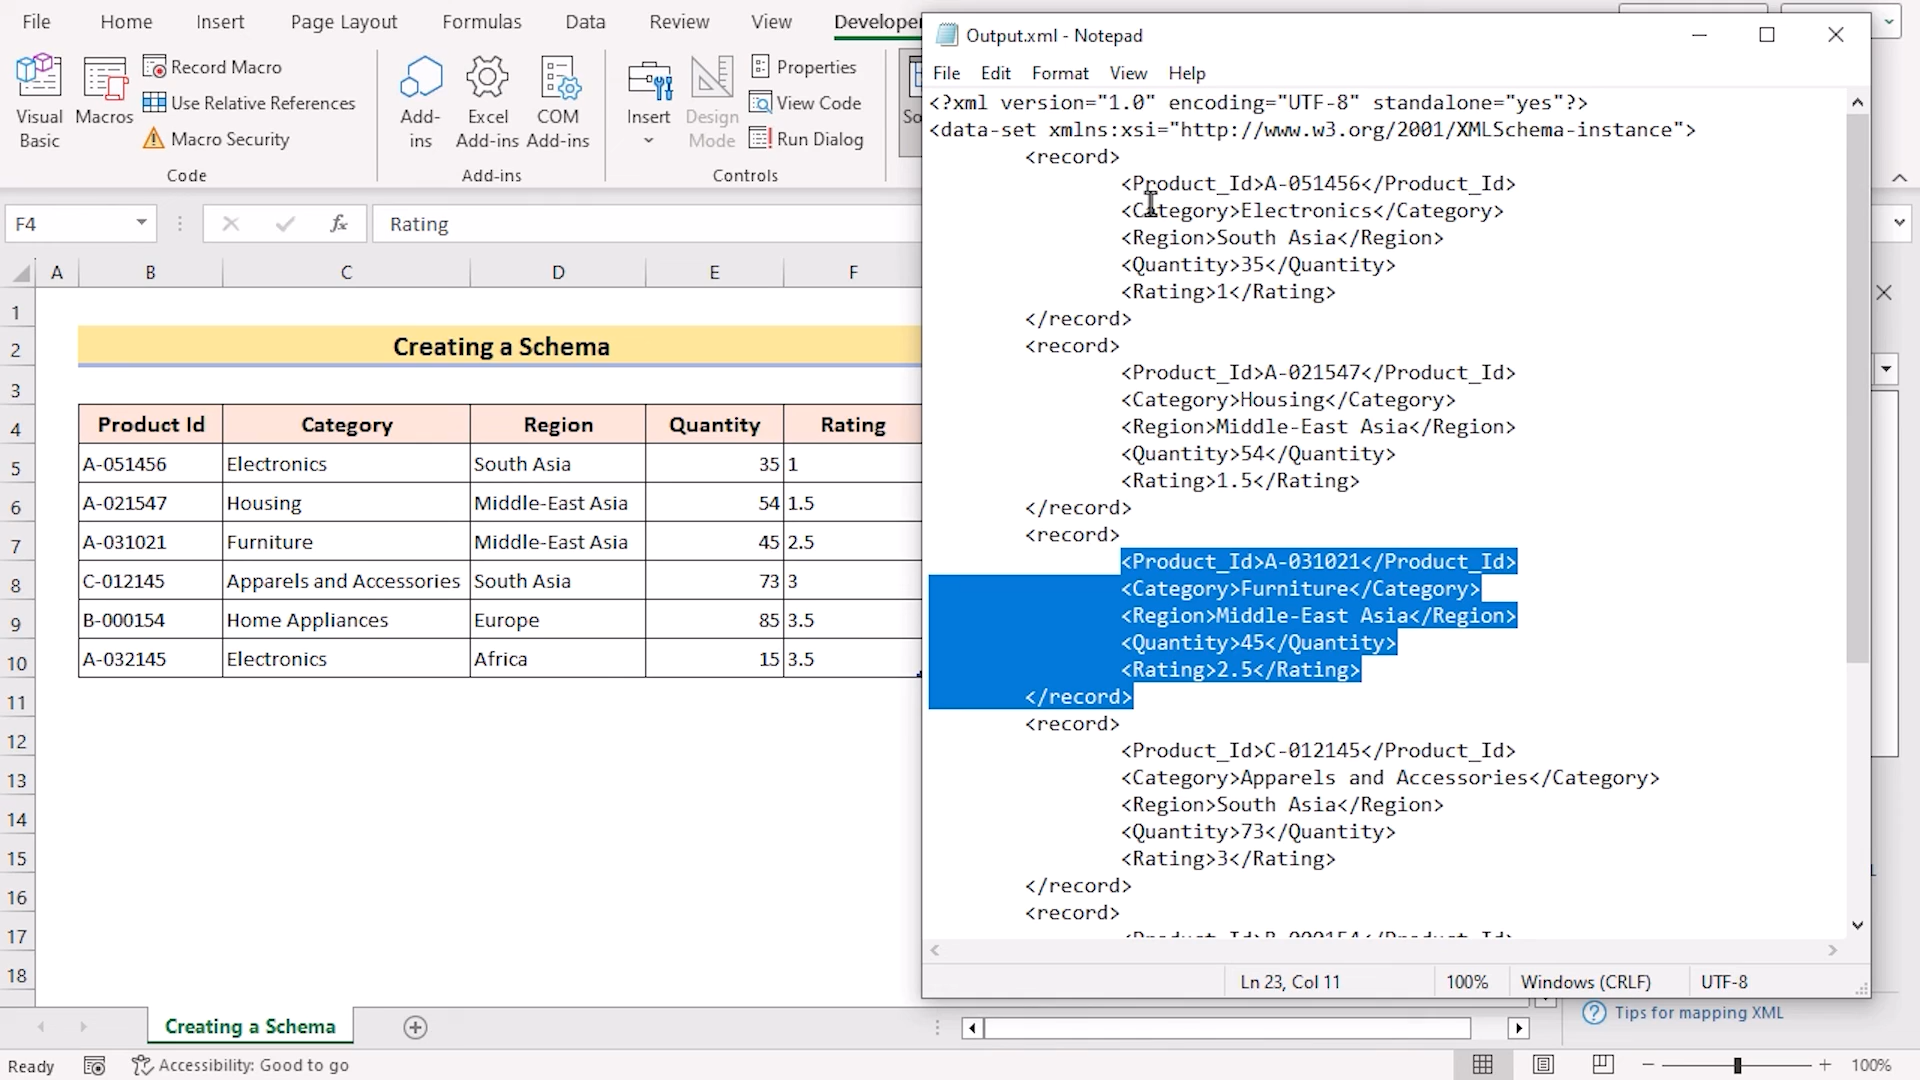 File Home Insert Page Layout Formulas Data Review View Developer
Visual Basic
Macros
Record Macro
Use Relative References
Macro Security
Code
Add-ins
Excel Add-ins
COM Add-ins
Add-ins
Insert
Design Mode
Properties
View Code
Run Dialog
Controls
F4
fx
Rating
A B C D E F
1
2 Creating a Schema
3
4 Product Id Category Region Quantity Rating
5 A-051456 Electronics South Asia 35 1
6 A-021547 Housing Middle-East Asia 54 1.5
7 A-031021 Furniture Middle-East Asia 45 2.5
8 C-012145 Apparels and Accessories South Asia 73 3
9 B-000154 Home Appliances Europe 85 3.5
10 A-032145 Electronics Africa 15 3.5
11
12
13
14
15
16
17
18
Creating a Schema
Ready
Accessibility: Good to go
Output.xml - Notepad
File Edit Format View Help
<?xml version="1.0" encoding="UTF-8" standalone="yes"?>
<data-set xmlns:xsi="http://www.w3.org/2001/XMLSchema-instance">
<record>
<Product_Id>A-051456</Product_Id>
<Category>Electronics</Category>
<Region>South Asia</Region>
<Quantity>35</Quantity>
<Rating>1</Rating>
</record>
<record>
<Product_Id>A-021547</Product_Id>
<Category>Housing</Category>
<Region>Middle-East Asia</Region>
<Quantity>54</Quantity>
<Rating>1.5</Rating>
</record>
<record>
<Product_Id>A-031021</Product_Id>
<Category>Furniture</Category>
<Region>Middle-East Asia</Region>
<Quantity>45</Quantity>
<Rating>2.5</Rating>
</record>
<record>
<Product_Id>C-012145</Product_Id>
<Category>Apparels and Accessories</Category>
<Region>South Asia</Region>
<Quantity>73</Quantity>
<Rating>3</Rating>
</record>
<record>
Ln 23, Col 11 100% Windows (CRLF) UTF-8
Tips for mapping XML
100%